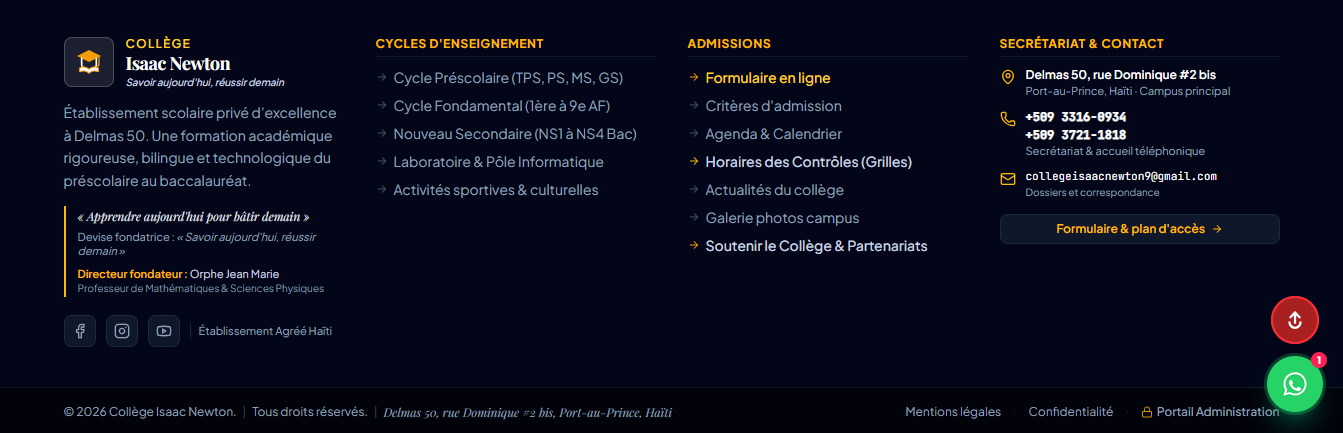 COLLÈGE
Isaac Newton
Savoir aujourd'hui, réussir demain
Établissement scolaire privé d'excellence
à Delmas 50. Une formation académique
rigoureuse, bilingue et technologique du
préscolaire au baccalauréat.
« Apprendre aujourd'hui pour bâtir demain »
Devise fondatrice : « Savoir aujourd'hui, réussir
demain »
Directeur fondateur : Orphe Jean Marie
Professeur de Mathématiques & Sciences Physiques
Établissement Agréé Haïti
CYCLES D'ENSEIGNEMENT
→ Cycle Préscolaire (TPS, PS, MS, GS)
→ Cycle Fondamental (1ère à 9e AF)
→ Nouveau Secondaire (NS1 à NS4 Bac)
→ Laboratoire & Pôle Informatique
→ Activités sportives & culturelles
ADMISSIONS
→ Formulaire en ligne
→ Critères d'admission
→ Agenda & Calendrier
→ Horaires des Contrôles (Grilles)
→ Actualités du collège
→ Galerie photos campus
→ Soutenir le Collège & Partenariats
SECRÉTARIAT & CONTACT
Delmas 50, rue Dominique #2 bis
Port-au-Prince, Haïti · Campus principal
+509 3316-0934
+509 3721-1818
Secrétariat & accueil téléphonique
collegeisaacnewton9@gmail.com
Dossiers et correspondance
Formulaire & plan d'accès →
1
© 2026 Collège Isaac Newton. | Tous droits réservés. | Delmas 50, rue Dominique #2 bis, Port-au-Prince, Haïti
Mentions légales · Confidentialité · Portail Administration